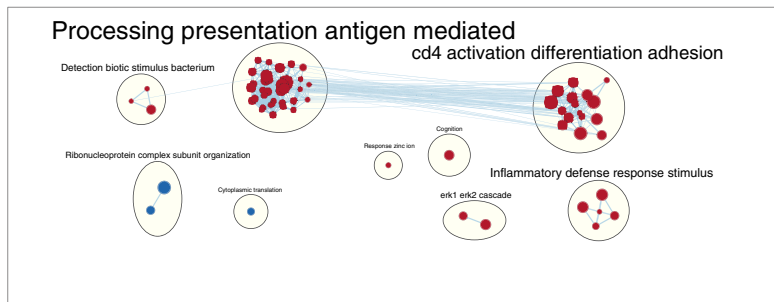 Processing presentation antigen mediated
cd4 activation differentiation adhesion
Detection biotic stimulus bacterium
Cognition
Response zinc ion
Ribonucleoprotein complex subunit organization
Inflammatory defense response stimulus
Cytoplasmic translation
erk1 erk2 cascade